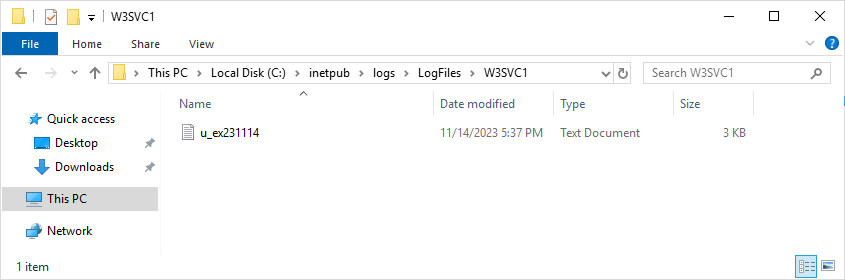 W3SVC1
File Home Share View
This PC Local Disk (C:) inetpub logs LogFiles W3SVC1 Search W3SVC1
Name Date modified Type Size
Quick access
u_ex231114 11/14/2023 5:37 PM Text Document 3 KB
Desktop
Downloads
This PC
Network
1 item